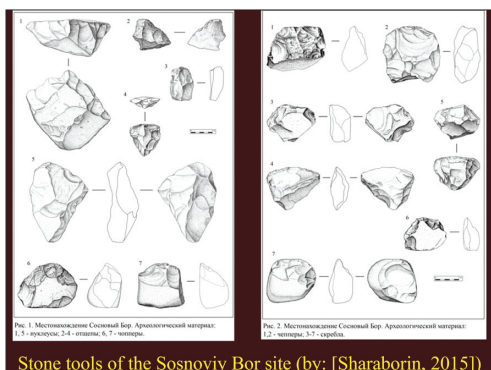 1
2
3
4
5
6
7
Рис. 1. Местонахождение Сосновый Бор. Археологический материал:
1, 5 - нуклеусы; 2-4 - отщепы; 6, 7 - чопперы.
1
2
3
5
4
6
7
Рис. 2. Местонахождение Сосновый Бор. Археологический материал:
1,2 - чепперы; 3-7 - скребла.
Stone tools of the Sosnoviy Bor site (by: [Sharaborin, 2015])